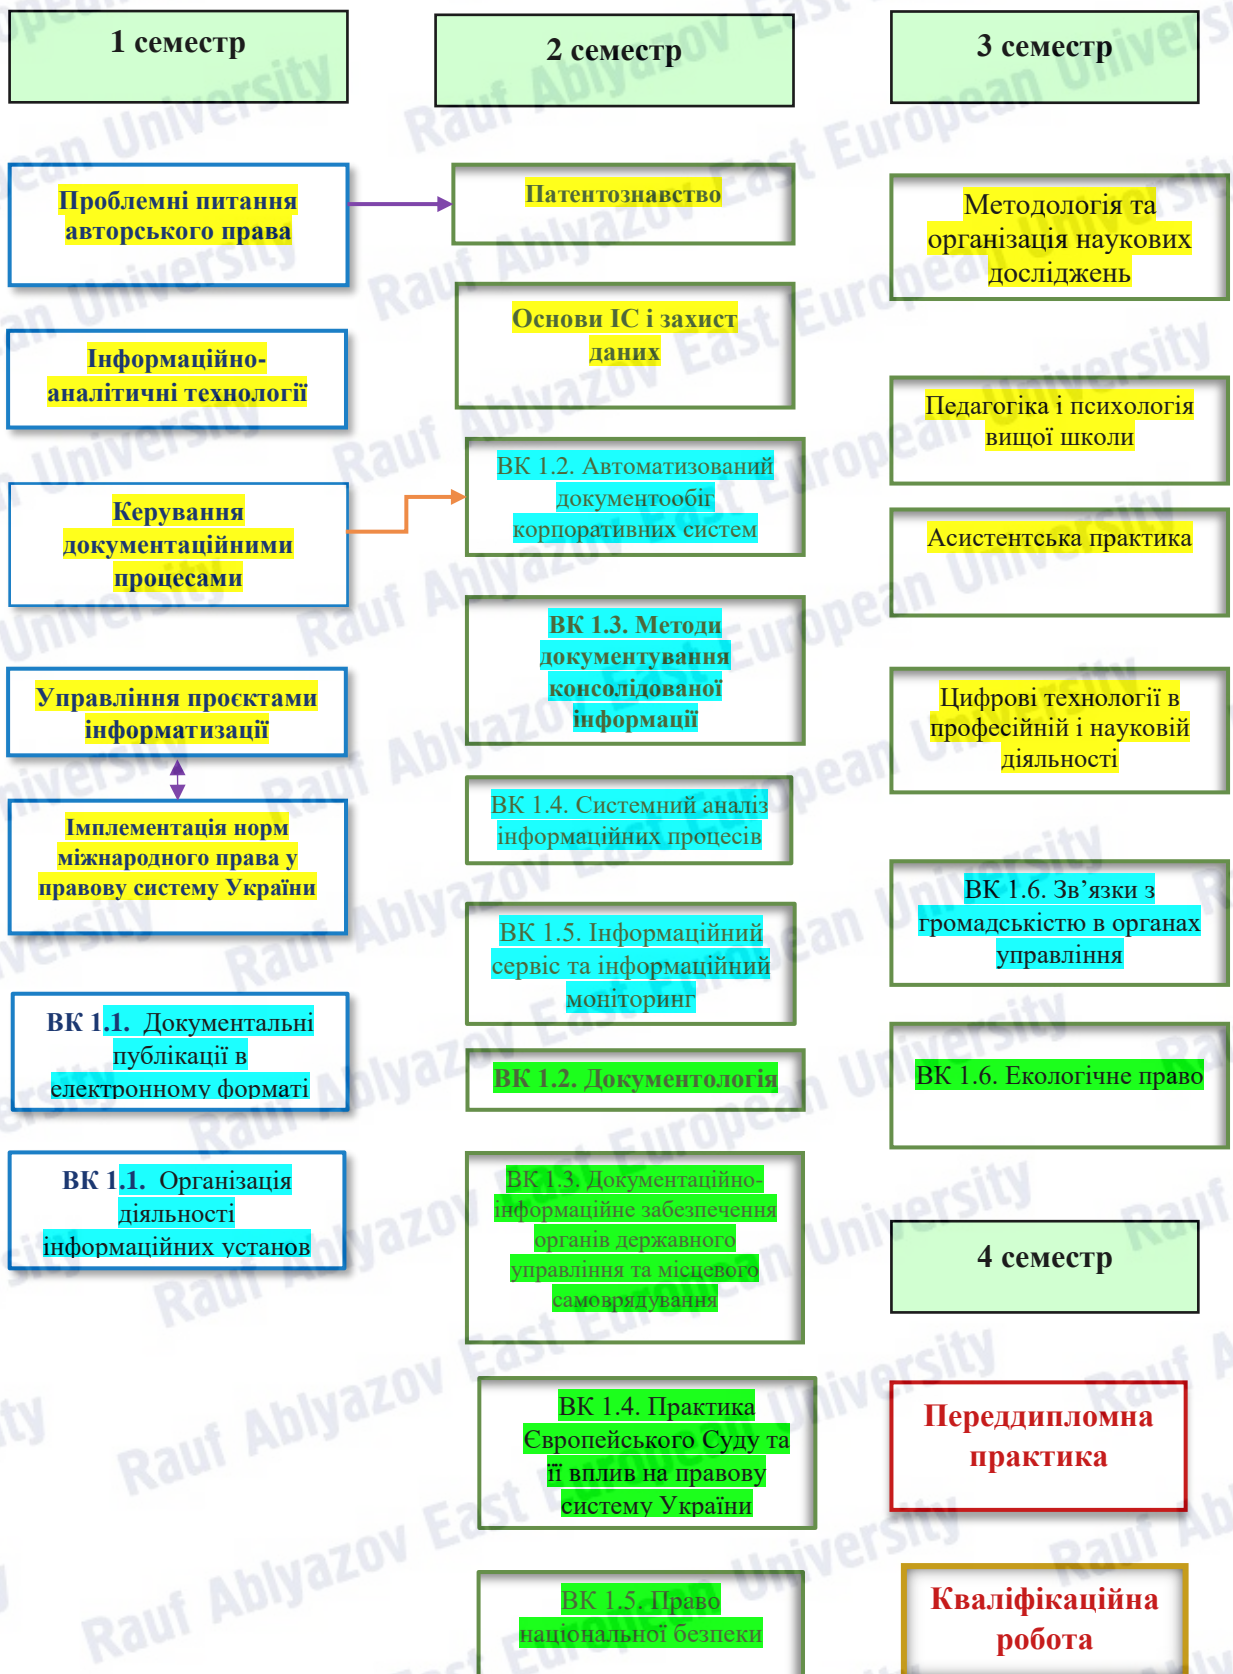 1 семестр
Проблемні питання
авторського права
Інформаційно-
аналітичні технології
Керування
документаційними
процесами
Управління проєктами
інформатизації
Імплементація норм
міжнародного права у
правову систему України
ВК 1.1. Документальні
публікації в
електронному форматі
ВК 1.1. Організація
діяльності
інформаційних установ
2 семестр
Патентознавство
Основи ІС і захист
даних
ВК 1.2. Автоматизований
документообіг
корпоративних систем
ВК 1.3. Методи
документування
консолідованої
інформації
ВК 1.4. Системний аналіз
інформаційних процесів
ВК 1.5. Інформаційний
сервіс та інформаційний
моніторинг
ВК 1.2. Документологія
ВК 1.3. Документаційно-
інформаційне забезпечення
органів державного
управління та місцевого
самоврядування
ВК 1.4. Практика
Європейського Суду та
її вплив на правову
систему України
ВК 1.5. Право
національної безпеки
3 семестр
Методологія та
організація наукових
досліджень
Педагогіка і психологія
вищої школи
Асистентська практика
Цифрові технології в
професійній і науковій
діяльності
ВК 1.6. Зв’язки з
громадськістю в органах
управління
ВК 1.6. Екологічне право
4 семестр
Переддипломна
практика
Кваліфікаційна
робота
Rauf Ablyazov East European University